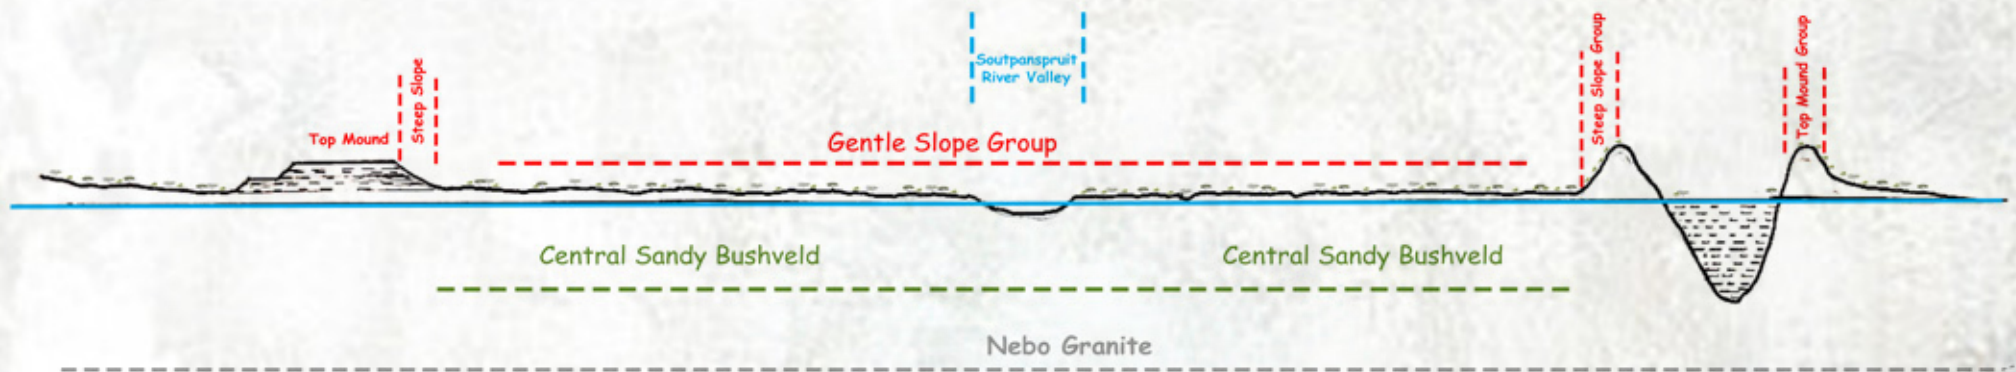 Soutpanspruit
River Valley
Top Mound
Steep Slope
Gentle Slope Group
Steep Slope Group
Top Mound Group
Central Sandy Bushveld
Central Sandy Bushveld
Nebo Granite